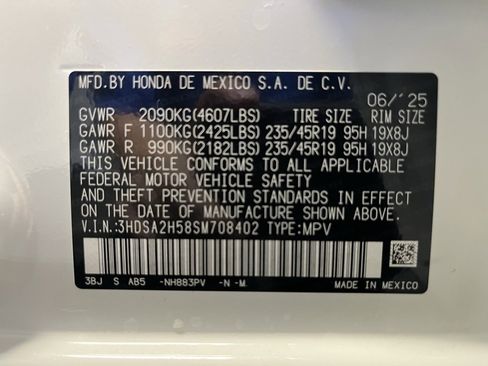 MFD.BY HONDA DE MEXICO S.A. DE C.V.
06/'25
GVWR 2090KG(4607LBS) TIRE SIZE RIM SIZE
GAWR F 1100KG(2425LBS) 235/45R19 95H 19X8J
GAWR R 990KG(2182LBS) 235/45R19 95H 19X8J
THIS VEHICLE CONFORMS TO ALL APPLICABLE
FEDERAL MOTOR VEHICLE SAFETY
AND THEFT PREVENTION STANDARDS IN EFFECT
ON THE DATE OF MANUFACTURE SHOWN ABOVE.
V.I.N.:3HDSA2H58SM708402 TYPE:MPV
3BJ S AB5 -NH883PV -N -M. MADE IN MEXICO